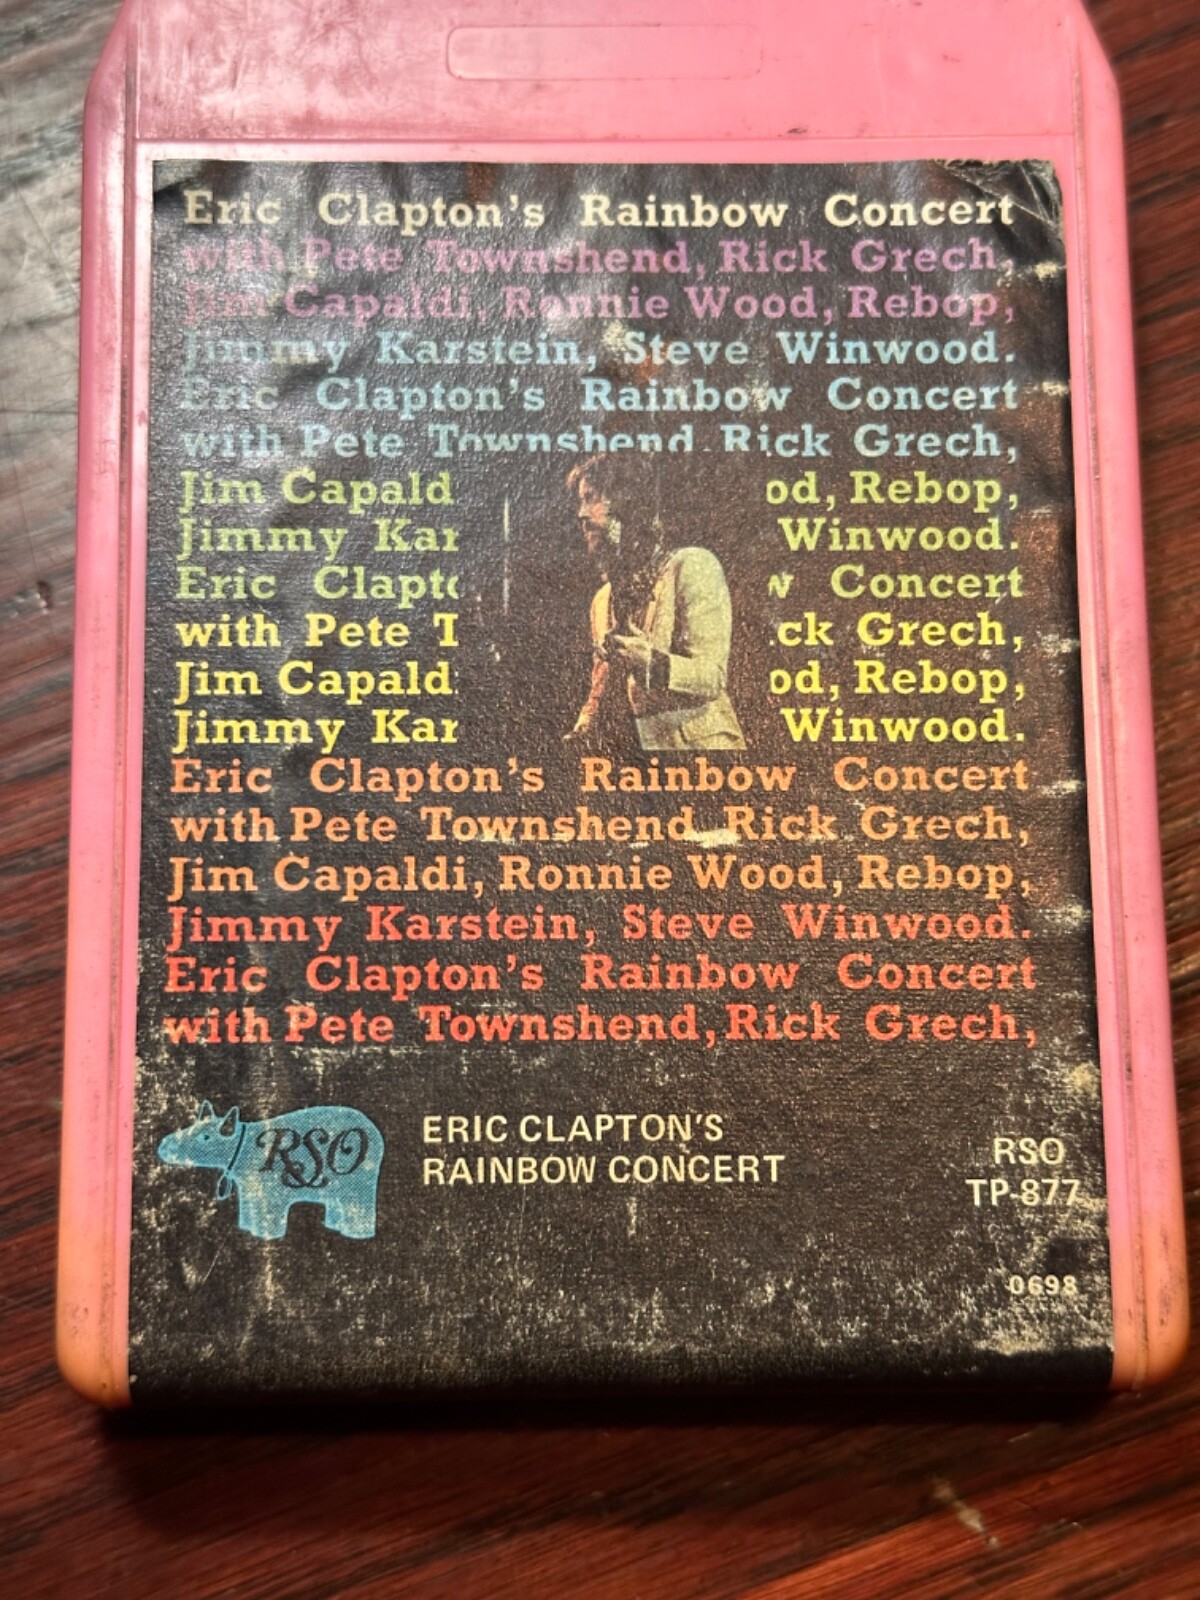 Eric Clapton's Rainbow Concert
with Pete Townshend, Rick Grech,
Jim Capaldi, Ronnie Wood, Rebop,
Jimmy Karstein, Steve Winwood.
Eric Clapton's Rainbow Concert
with Pete Townshend, Rick Grech,
Jim Capald od, Rebop,
Jimmy Kar Winwood.
Eric Clapt w Concert
with Pete T ck Grech,
Jim Capald od, Rebop,
Jimmy Kar Winwood.
Eric Clapton's Rainbow Concert
with Pete Townshend, Rick Grech,
Jim Capaldi, Ronnie Wood, Rebop,
Jimmy Karstein, Steve Winwood.
Eric Clapton's Rainbow Concert
with Pete Townshend, Rick Grech,
RSO
ERIC CLAPTON'S
RAINBOW CONCERT
RSO
TP-877
0698